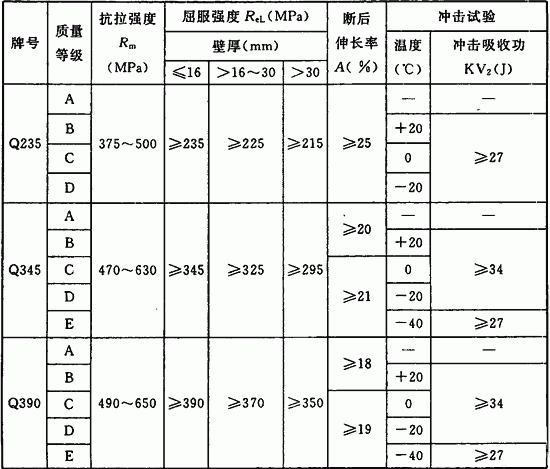 牌号 质量等级 抗拉强度 Rm (MPa) 屈服强度 ReL(MPa) 断后伸长率 A(%) 冲击试验
壁厚(mm) 温度(℃) 冲击吸收功 KV2(J)
≤16 >16～30 >30
Q235 A 375～500 ≥235 ≥225 ≥215 ≥25 — —
B +20 ≥27
C 0
D −20
Q345 A 470～630 ≥345 ≥325 ≥295 ≥20 — —
B +20 ≥34
C ≥21 0
D −20
E −40 ≥27
Q390 A 490～650 ≥390 ≥370 ≥350 ≥18 — —
B +20 ≥34
C ≥19 0
D −20
E −40 ≥27